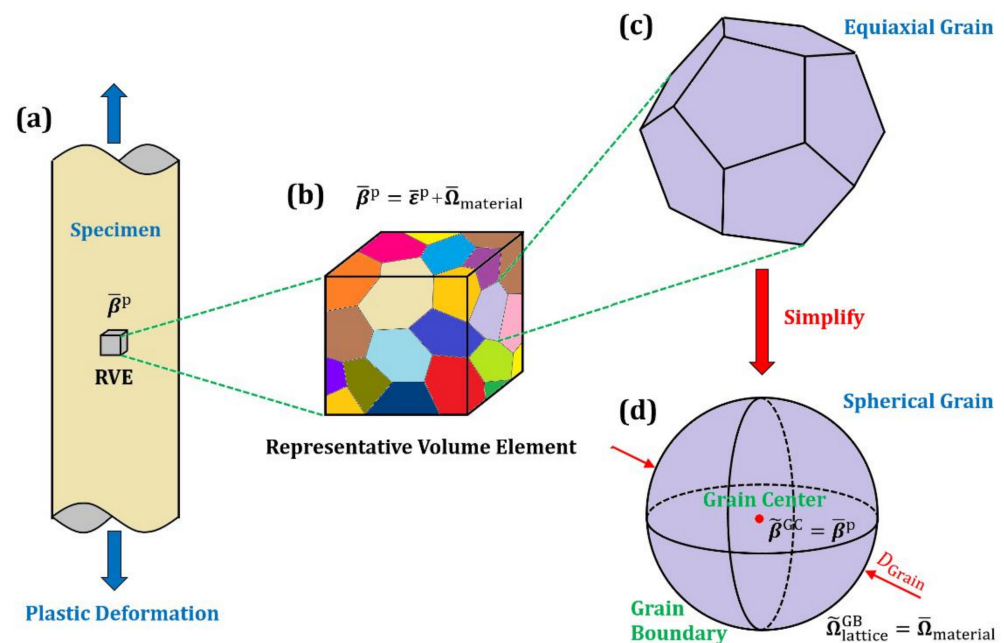 (a)
Specimen
β̄ᵖ
RVE
Plastic Deformation
(b)
β̄ᵖ = ε̄ᵖ+Ω̄material
Representative Volume Element
(c)
Equiaxial Grain
Simplify
(d)
Spherical Grain
Grain Center
β̃ᴳᶜ = β̄ᵖ
DGrain
Grain
Boundary
Ω̃ᴳᴮlattice = Ω̄material